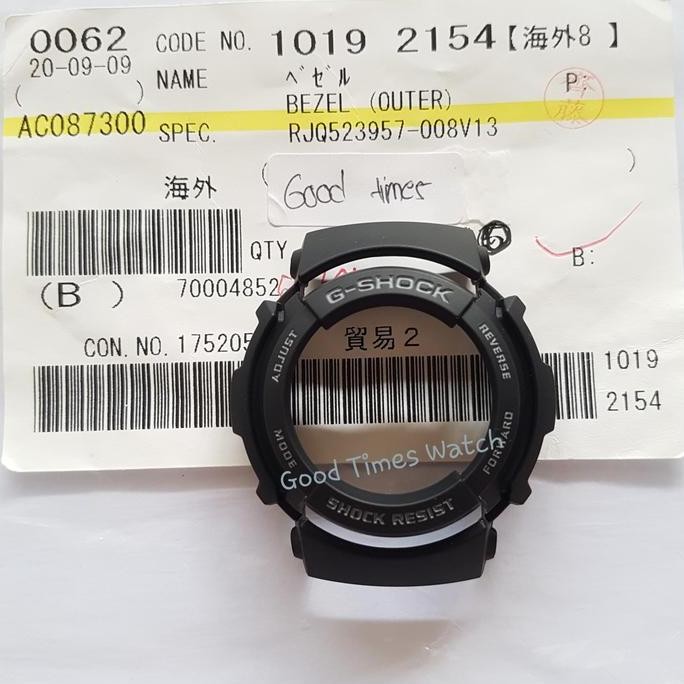 0062 CODE NO. 1019 2154【海外8 】
20-09-09
NAME ﾍﾞｾﾞﾙ P:
( ) BEZEL (OUTER)
AC087300 SPEC. RJQ523957-008V13
海外 ( )
Good times
QTY 6 B:
(B ) 70004852
CON.NO.175205 貿易2
1019
2154
G-SHOCK
ADJUST
REVERSE
MODE
FORWARD
SHOCK RESIST
Good Times Watch